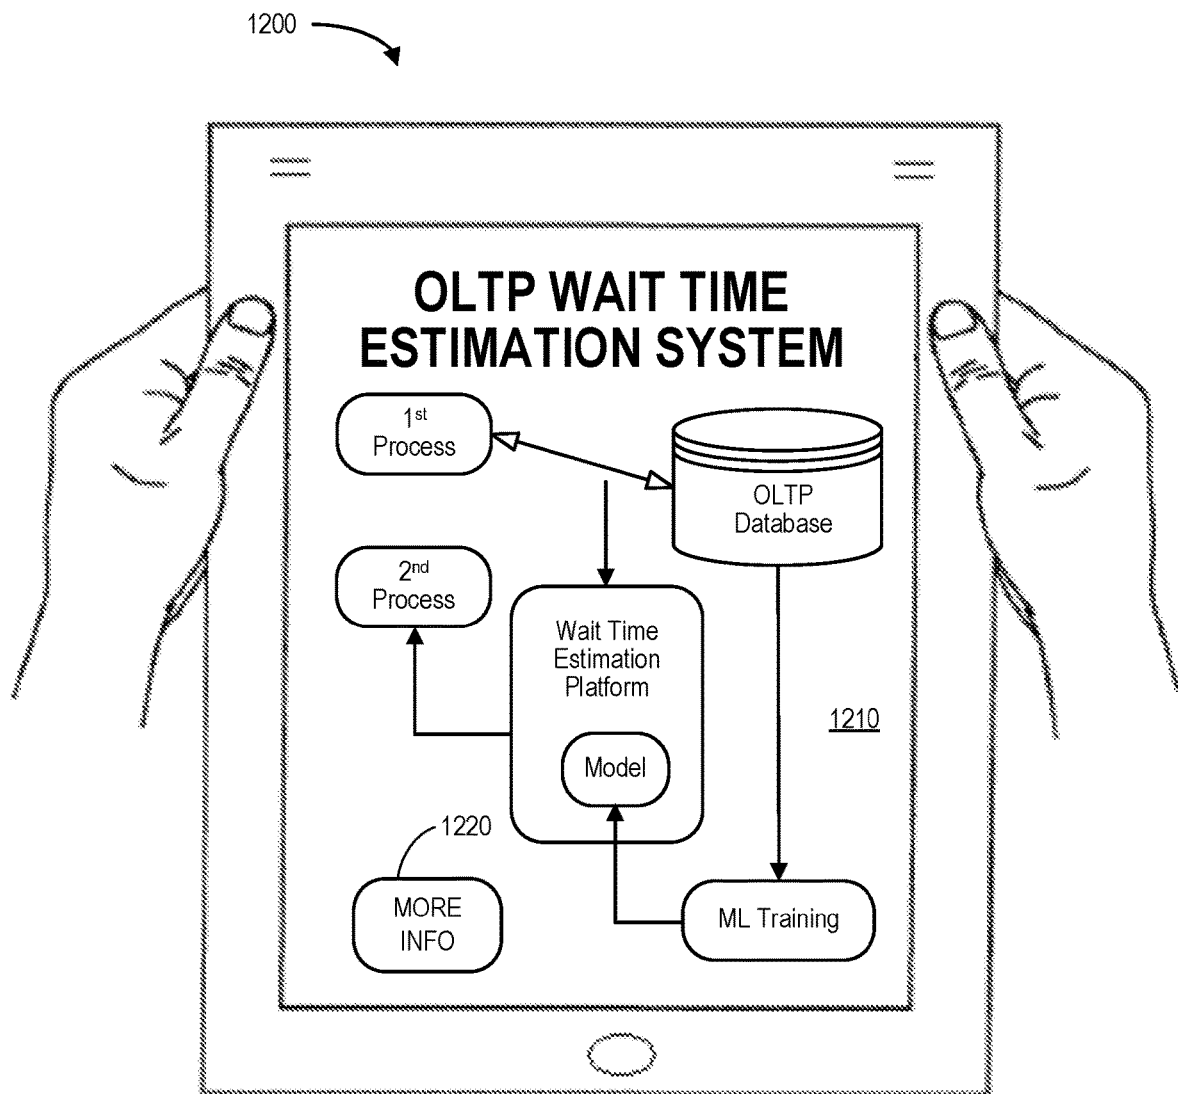 1200
OLTP WAIT TIME
ESTIMATION SYSTEM
1st
Process
OLTP
Database
2nd
Process
Wait Time
Estimation
Platform
1210
Model
1220
MORE
INFO
ML Training